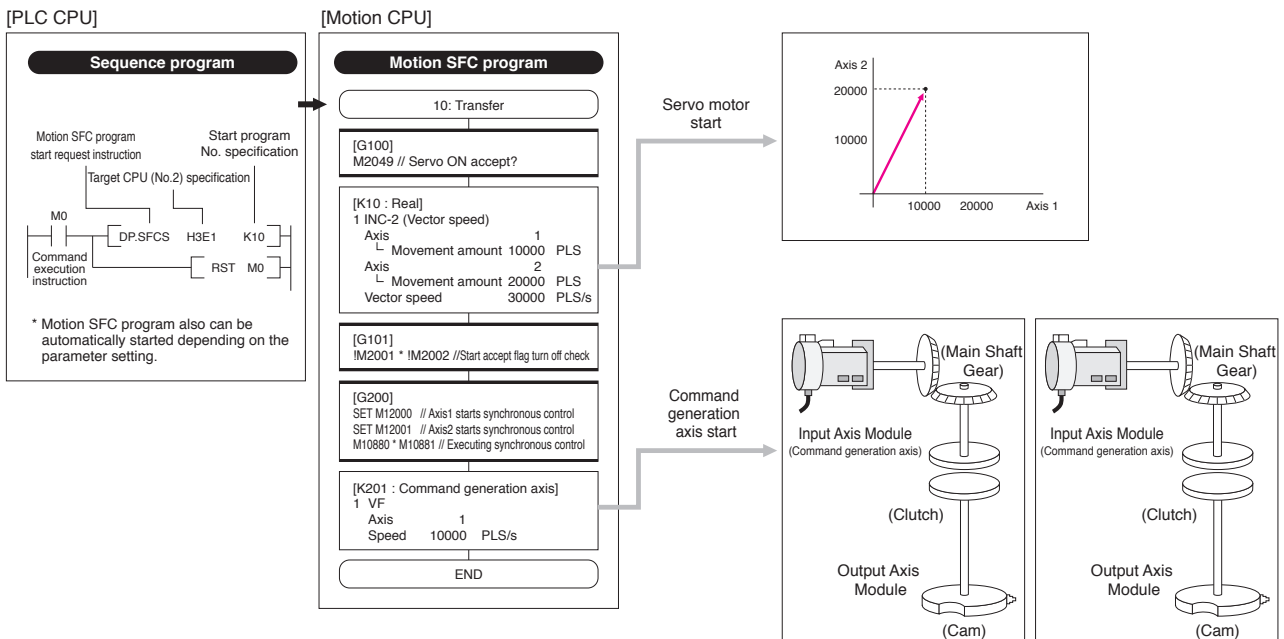 [PLC CPU]
Sequence program
Motion SFC program
start request instruction
Start program
No. specification
Target CPU (No.2) specification
M0
DP.SFCS H3E1 K10
Command
execution
instruction
RST M0
* Motion SFC program also can be
automatically started depending on the
parameter setting.
[Motion CPU]
Motion SFC program
10: Transfer
[G100]
M2049 // Servo ON accept?
[K10 : Real]
1 INC-2 (Vector speed)
Axis 1
Movement amount 10000 PLS
Axis 2
Movement amount 20000 PLS
Vector speed 30000 PLS/s
[G101]
!M2001 * !M2002 //Start accept flag turn off check
[G200]
SET M12000 // Axis1 starts synchronous control
SET M12001 // Axis2 starts synchronous control
M10880 * M10881 // Executing synchronous control
[K201 : Command generation axis]
1 VF
Axis 1
Speed 10000 PLS/s
END
Servo motor
start
Axis 2
20000
10000
10000 20000 Axis 1
Command
generation
axis start
(Main Shaft
Gear)
Input Axis Module
(Command generation axis)
(Clutch)
Output Axis
Module
(Cam)
(Main Shaft
Gear)
Input Axis Module
(Command generation axis)
(Clutch)
Output Axis
Module
(Cam)